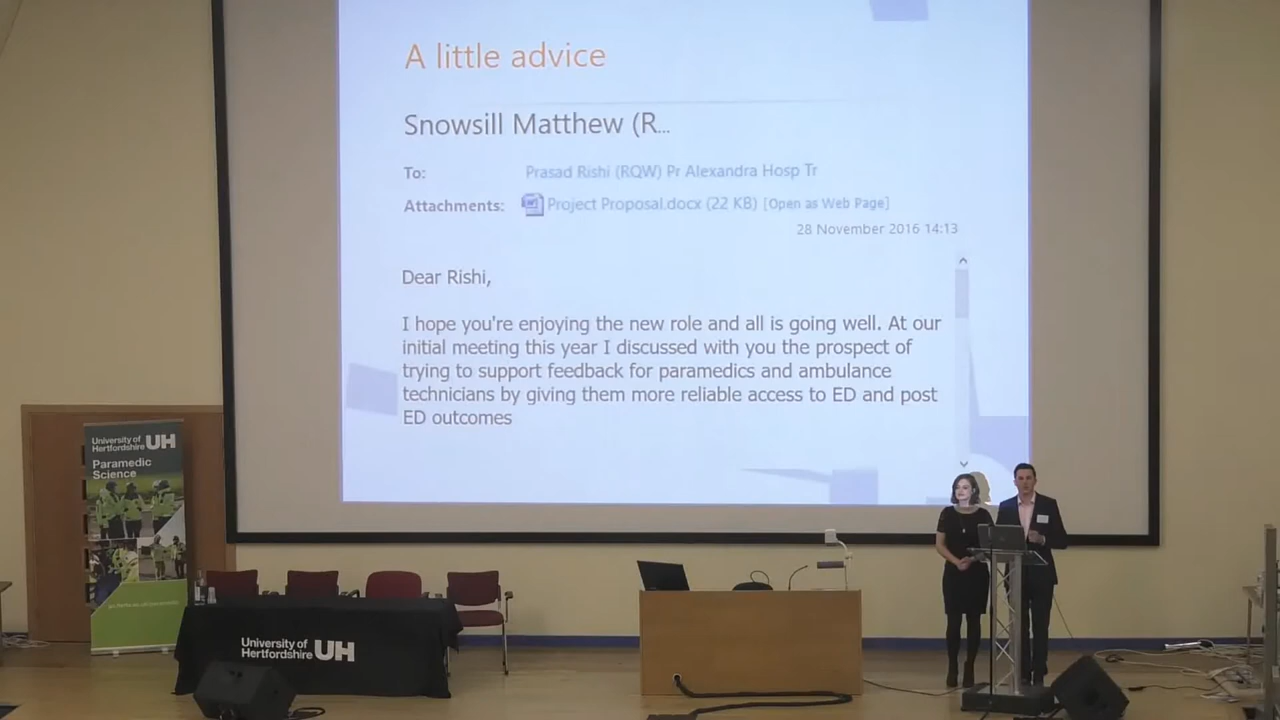 A little advice
Snowsill Matthew (R...
To: Prasad Rishi (RQW) Pr Alexandra Hosp Tr
Attachments: Project Proposal.docx (22 KB) [Open as Web Page]
28 November 2016 14:13
Dear Rishi,
I hope you're enjoying the new role and all is going well. At our
initial meeting this year I discussed with you the prospect of
trying to support feedback for paramedics and ambulance
technicians by giving them more reliable access to ED and post
ED outcomes
University of
Hertfordshire UH
Paramedic
Science
University of
Hertfordshire UH